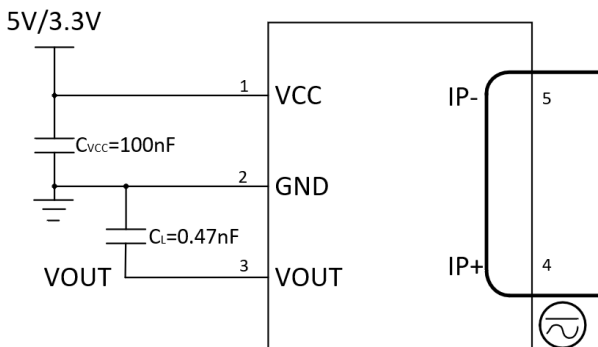 5V/3.3V
1 VCC IP- 5
Cvcc=100nF
2 GND
CL=0.47nF
VOUT 3 VOUT IP+ 4